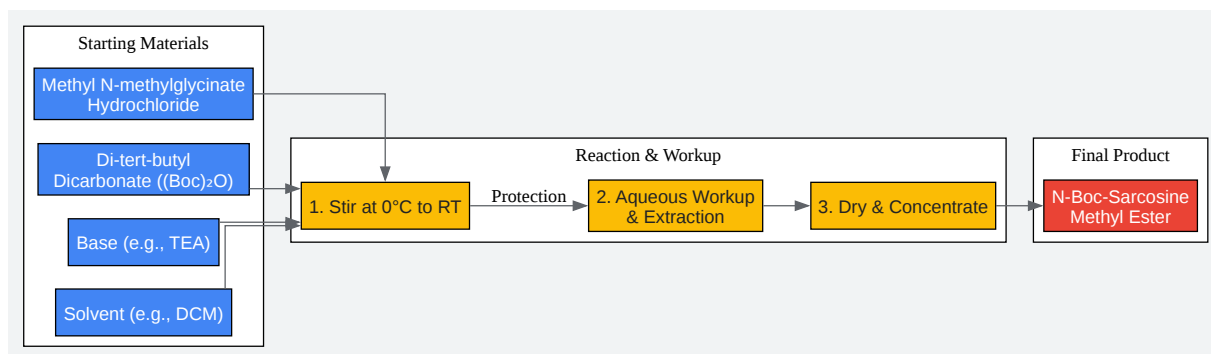 Starting Materials
Methyl N-methylglycinate
Hydrochloride
Di-tert-butyl
Dicarbonate ((Boc)₂O)
Base (e.g., TEA)
Solvent (e.g., DCM)
Reaction & Workup
1. Stir at 0°C to RT
Protection
2. Aqueous Workup
& Extraction
3. Dry & Concentrate
Final Product
N-Boc-Sarcosine
Methyl Ester